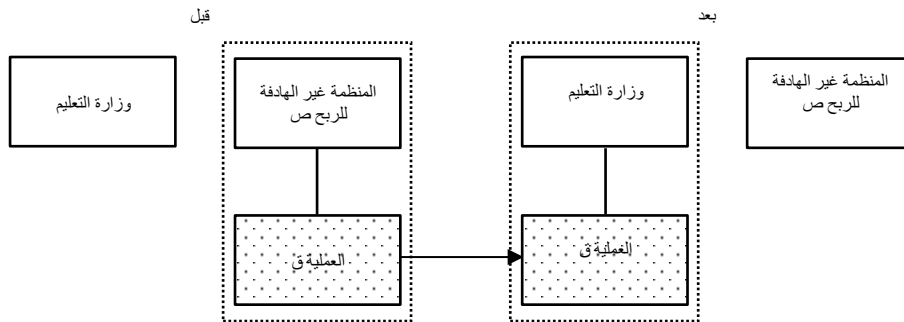 قبل
بعد
وزارة التعليم
المنظمة غير الهادفة
للربح ص
وزارة التعليم
المنظمة غير الهادفة
للربح ص
العملية ق
العملية ق